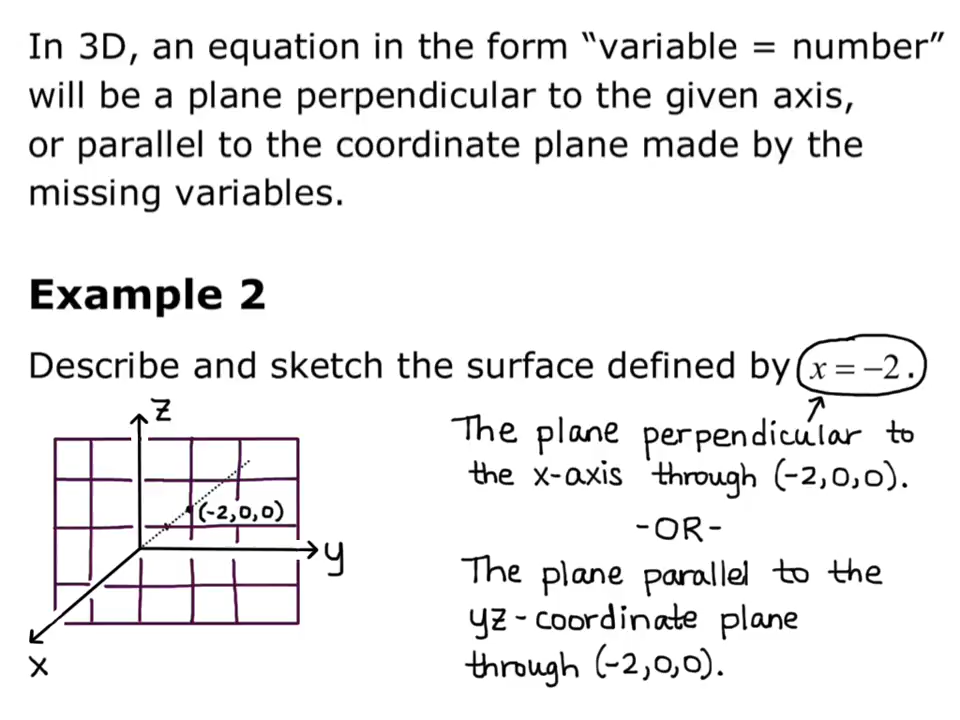 In 3D, an equation in the form “variable = number”
will be a plane perpendicular to the given axis,
or parallel to the coordinate plane made by the
missing variables.
Example 2
Describe and sketch the surface defined by x = −2.
z
(-2,0,0)
y
x
The plane perpendicular to
the x-axis through (-2,0,0).
-OR-
The plane parallel to the
yz-coordinate plane
through (-2,0,0).